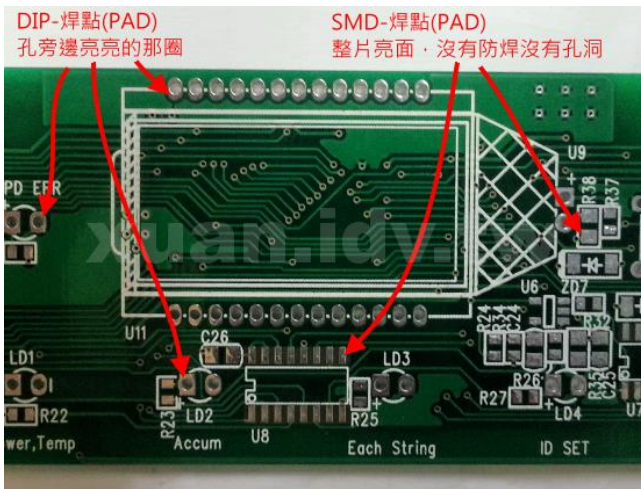 DIP-焊點(PAD)
孔旁邊亮亮的那圈
SMD-焊點(PAD)
整片亮面，沒有防焊沒有孔洞
U9
PD ERR
R38
R37
xuan.idv.
U6
ZD7
U11
C26
R24
R34
C24
R32
LD1
LD3
R26
R35
C25
R23
LD2
R25
R27
LD4
R22
U8
wer,Temp
Accum
Each String
ID SET